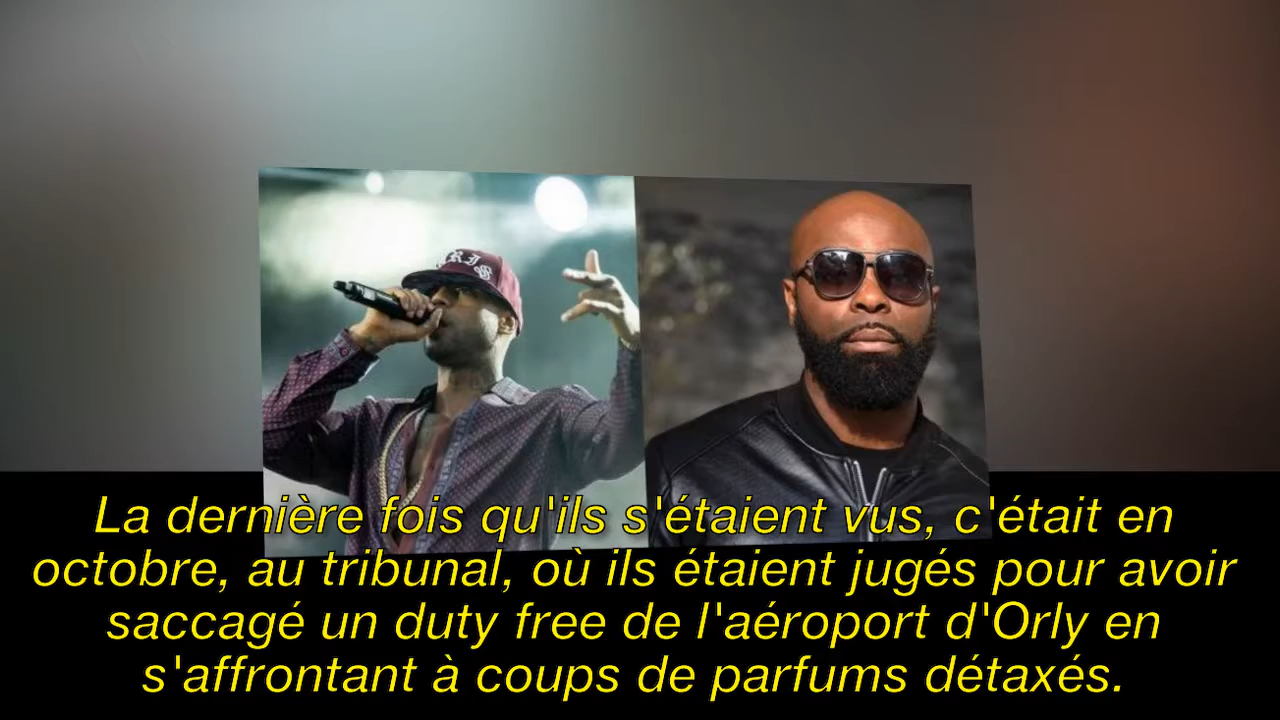 La dernière fois qu'ils s'étaient vus, c'était en
octobre, au tribunal, où ils étaient jugés pour avoir
saccagé un duty free de l'aéroport d'Orly en
s'affrontant à coups de parfums détaxés.